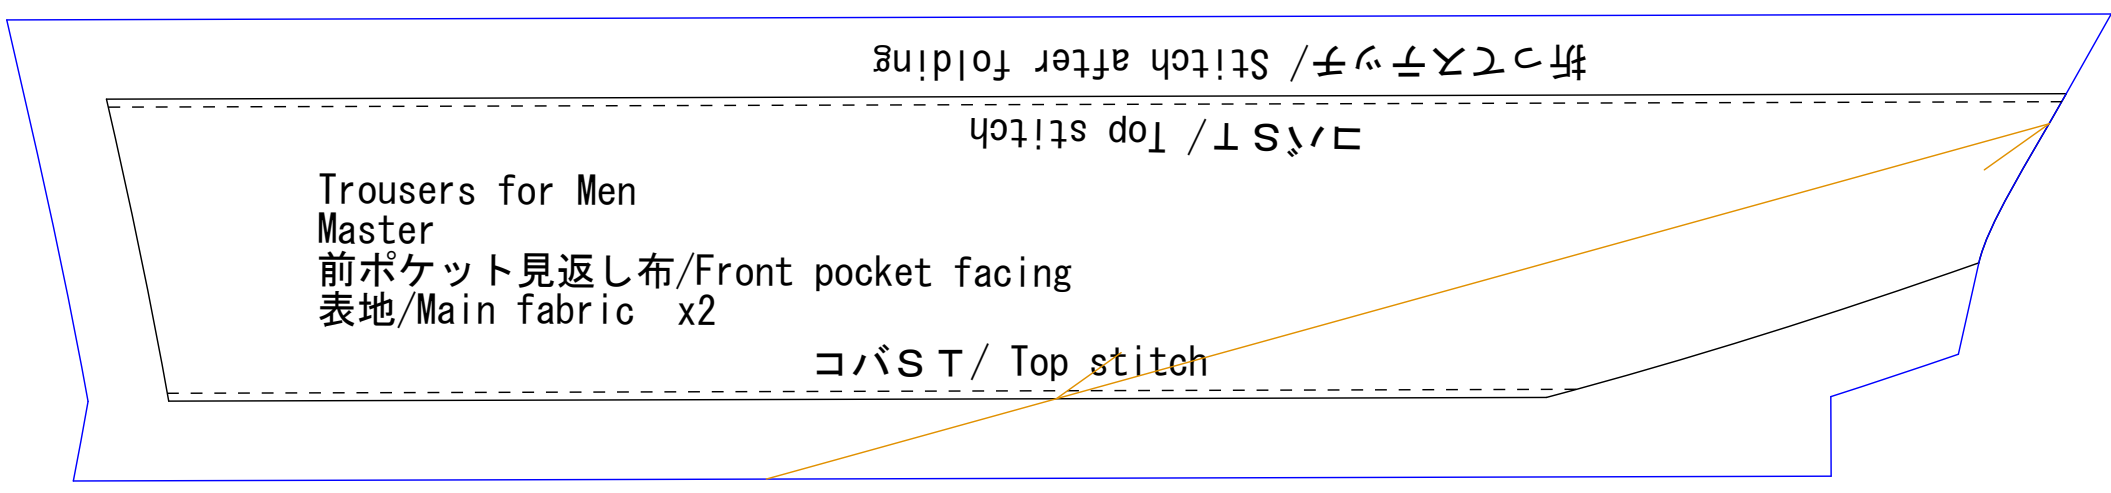 折ってステッチ/ Stitch after folding
コバＳＴ/ Top stitch
Trousers for Men
Master
前ポケット見返し布/Front pocket facing
表地/Main fabric　x2
コバＳＴ/ Top stitch